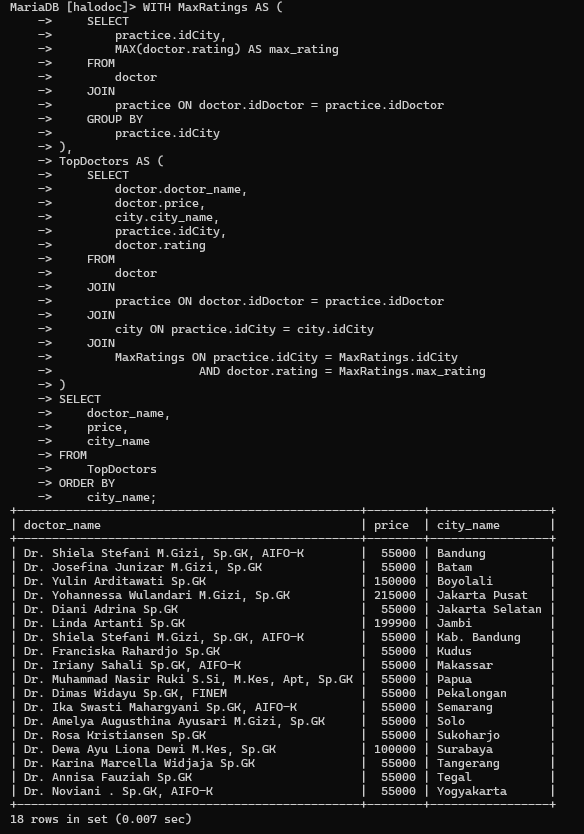 MariaDB [halodoc]> WITH MaxRatings AS (
    ->     SELECT
    ->         practice.idCity,
    ->         MAX(doctor.rating) AS max_rating
    ->     FROM
    ->         doctor
    ->     JOIN
    ->         practice ON doctor.idDoctor = practice.idDoctor
    ->     GROUP BY
    ->         practice.idCity
    -> ),
    -> TopDoctors AS (
    ->     SELECT
    ->         doctor.doctor_name,
    ->         doctor.price,
    ->         city.city_name,
    ->         practice.idCity,
    ->         doctor.rating
    ->     FROM
    ->         doctor
    ->     JOIN
    ->         practice ON doctor.idDoctor = practice.idDoctor
    ->     JOIN
    ->         city ON practice.idCity = city.idCity
    ->     JOIN
    ->         MaxRatings ON practice.idCity = MaxRatings.idCity
    ->                     AND doctor.rating = MaxRatings.max_rating
    -> )
    -> SELECT
    ->     doctor_name,
    ->     price,
    ->     city_name
    -> FROM
    ->     TopDoctors
    -> ORDER BY
    ->     city_name;
+------------------------------------------------+--------+-----------------+
| doctor_name                                    | price  | city_name       |
+------------------------------------------------+--------+-----------------+
| Dr. Shiela Stefani M.Gizi, Sp.GK, AIFO-K       |  55000 | Bandung         |
| Dr. Josefina Junizar M.Gizi, Sp.GK             |  55000 | Batam           |
| Dr. Yulin Arditawati Sp.GK                     | 150000 | Boyolali        |
| Dr. Yohannessa Wulandari M.Gizi, Sp.GK         | 215000 | Jakarta Pusat   |
| Dr. Diani Adrina Sp.GK                         |  55000 | Jakarta Selatan |
| Dr. Linda Artanti Sp.GK                        | 199900 | Jambi           |
| Dr. Shiela Stefani M.Gizi, Sp.GK, AIFO-K       |  55000 | Kab. Bandung    |
| Dr. Franciska Rahardjo Sp.GK                   |  55000 | Kudus           |
| Dr. Iriany Sahali Sp.GK, AIFO-K                |  55000 | Makassar        |
| Dr. Muhammad Nasir Ruki S.Si, M.Kes, Apt, Sp.GK |  55000 | Papua           |
| Dr. Dimas Widayu Sp.GK, FINEM                  |  55000 | Pekalongan      |
| Dr. Ika Swasti Mahargyani Sp.GK, AIFO-K        |  55000 | Semarang        |
| Dr. Amelya Augusthina Ayusari M.Gizi, Sp.GK    |  55000 | Solo            |
| Dr. Rosa Kristiansen Sp.GK                     |  55000 | Sukoharjo       |
| Dr. Dewa Ayu Liona Dewi M.Kes, Sp.GK           | 100000 | Surabaya        |
| Dr. Karina Marcella Widjaja Sp.GK              |  55000 | Tangerang       |
| Dr. Annisa Fauziah Sp.GK                       |  55000 | Tegal           |
| Dr. Noviani . Sp.GK, AIFO-K                    |  55000 | Yogyakarta      |
+------------------------------------------------+--------+-----------------+
18 rows in set (0.007 sec)